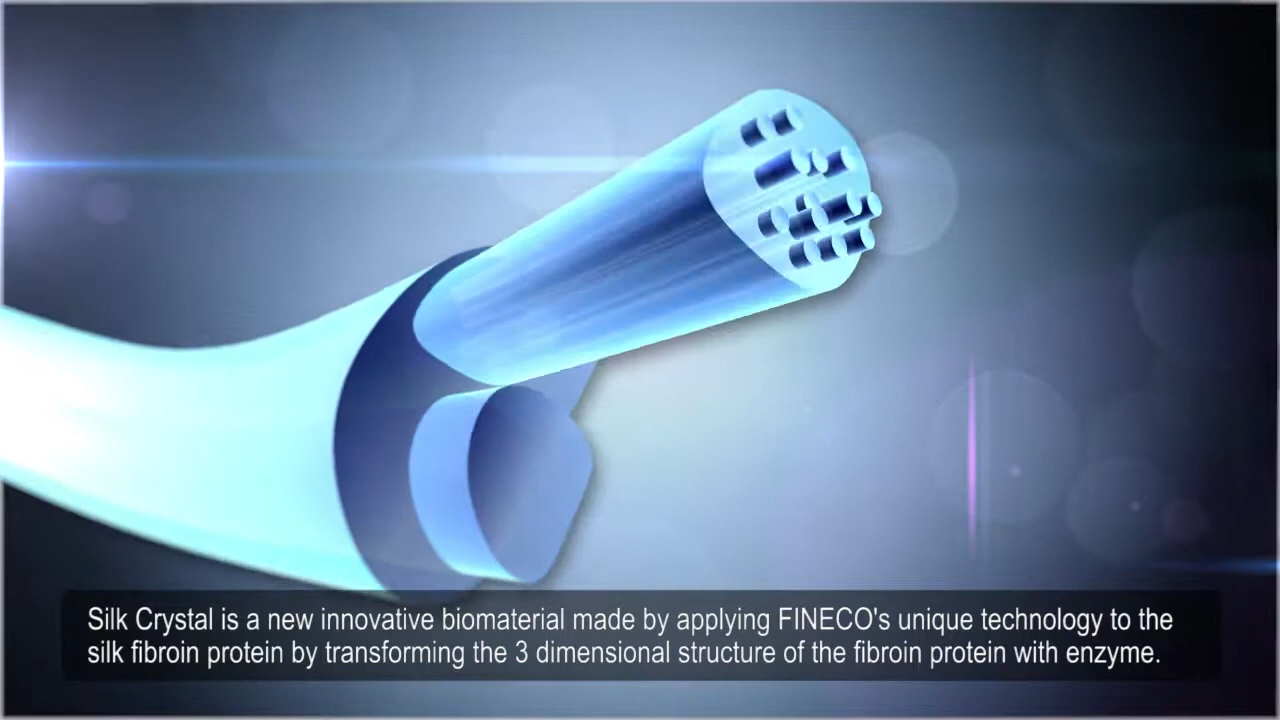 Silk Crystal is a new innovative biomaterial made by applying FINECO's unique technology to the
silk fibroin protein by transforming the 3 dimensional structure of the fibroin protein with enzyme.